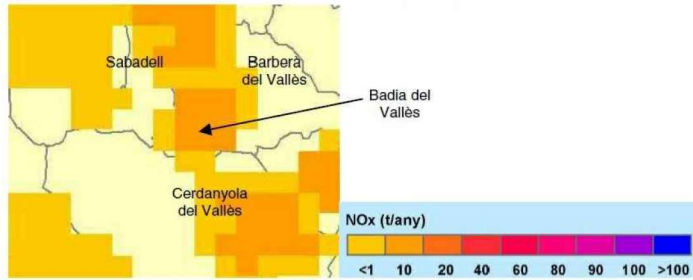 Sabadell
Barberà
del Vallès
Badia del
Vallès
Cerdanyola
del Vallès
NOx (t/any)
<1 10 20 40 60 80 90 100 >100